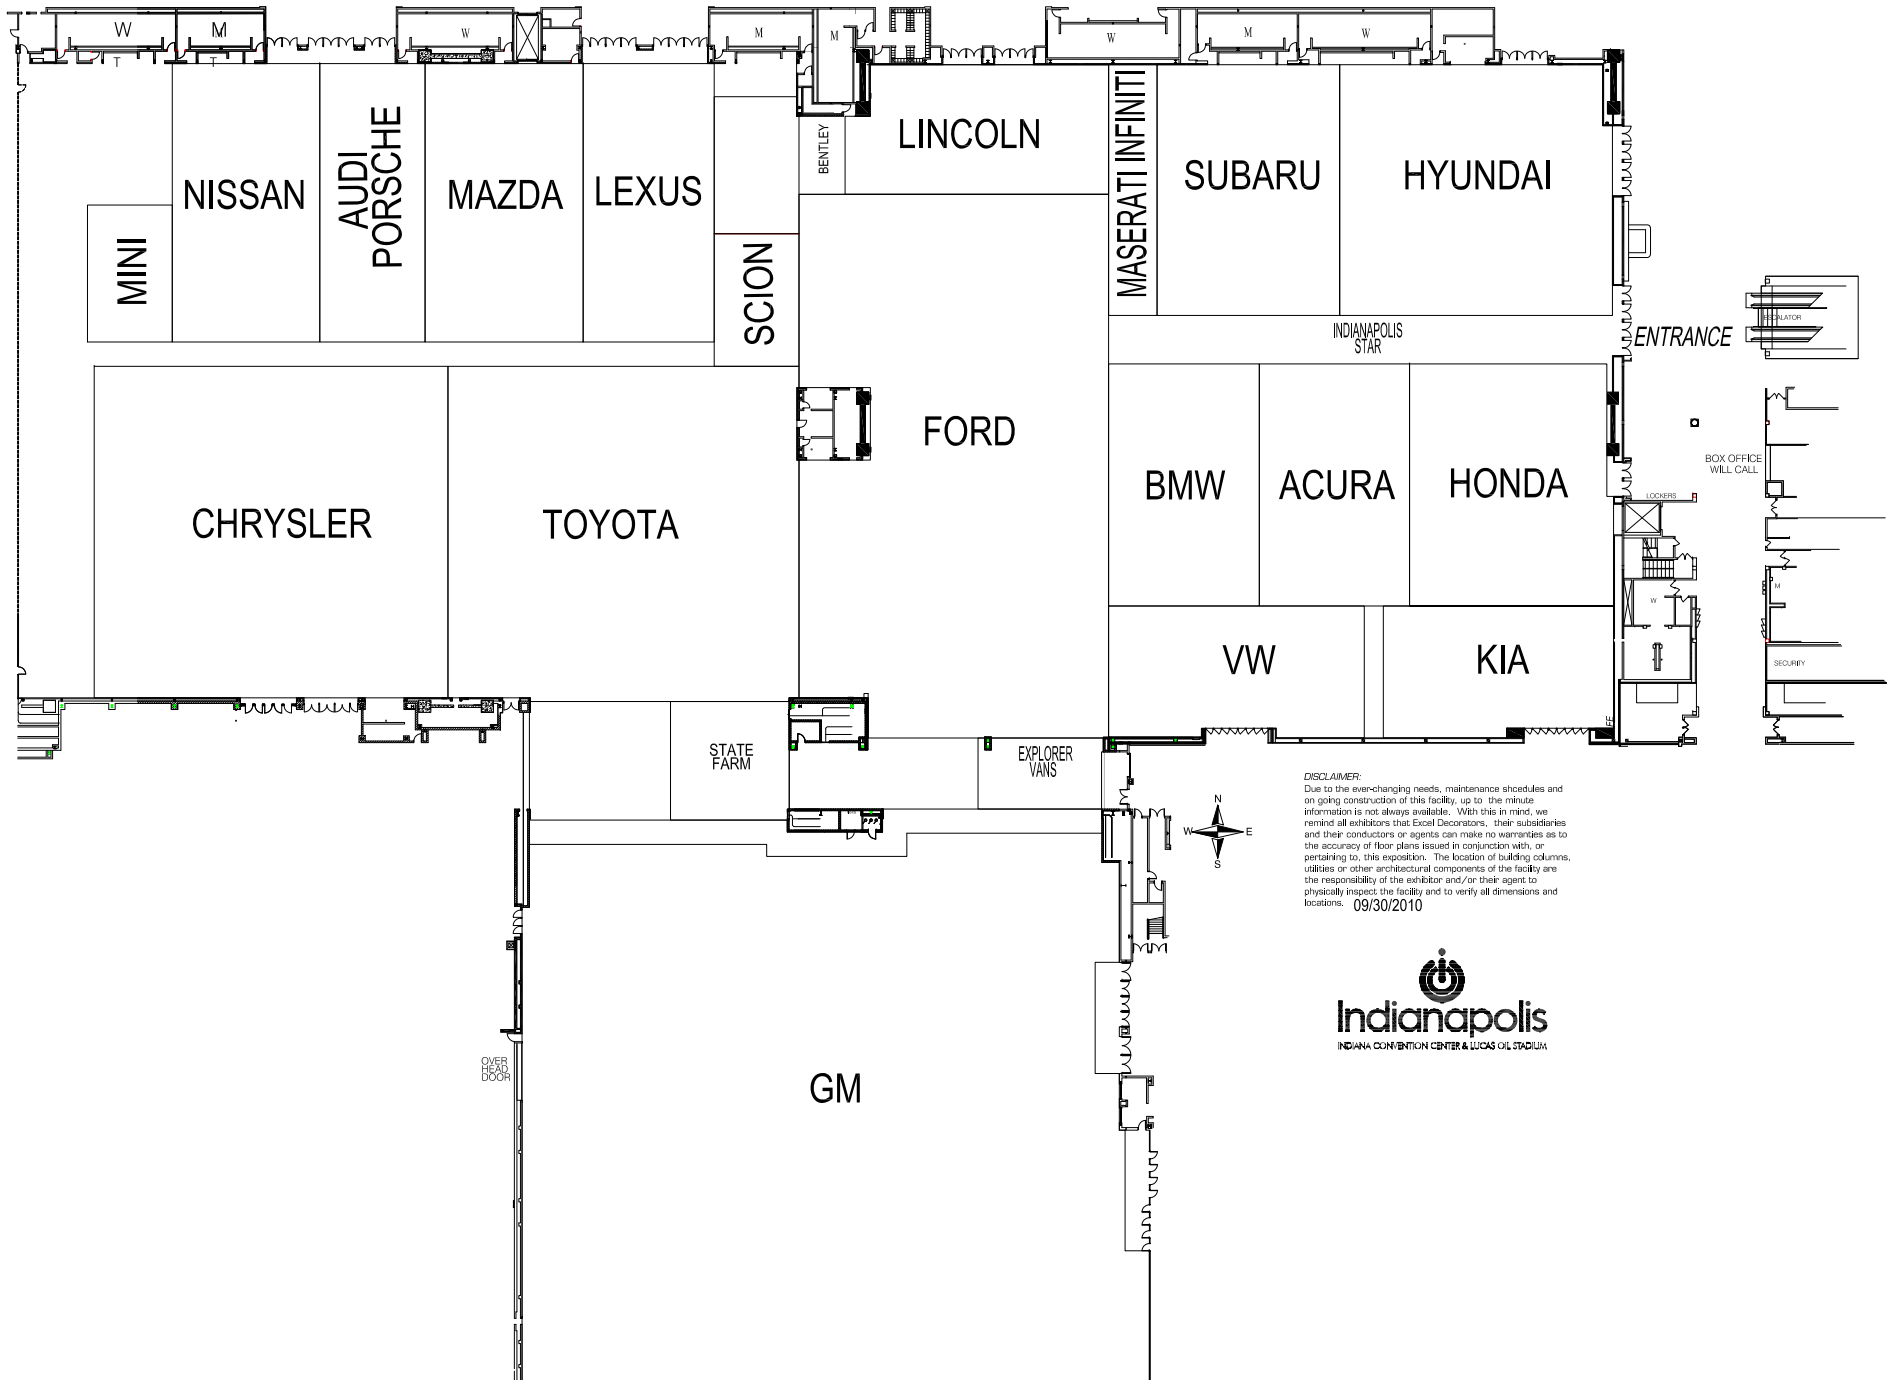 W
M
W
M
M
W
M
W
T
T
NISSAN
AUDI
PORSCHE
MAZDA
LEXUS
BENTLEY
LINCOLN
MASERATI INFINITI
SUBARU
HYUNDAI
MINI
SCION
INDIANAPOLIS
STAR
ENTRANCE
ESCALATOR
FORD
CHRYSLER
TOYOTA
BMW
ACURA
HONDA
BOX OFFICE
WILL CALL
LOCKERS
M
W
VW
KIA
SECURITY
FE
STATE
FARM
EXPLORER
VANS
N
W
E
S
DISCLAIMER:
Due to the ever-changing needs, maintenance shcedules and
on going construction of this facility, up to the minute
information is not always available. With this in mind, we
remind all exhibitors that Excel Decorators, their subsidiaries
and their conductors or agents can make no warranties as to
the accuracy of floor plans issued in conjunction with, or
pertaining to, this exposition. The location of building columns,
utilities or other architectural components of the facility are
the responsibility of the exhibitor and/or their agent to
physically inspect the facility and to verify all dimensions and
locations. 09/30/2010
Indianapolis
INDIANA CONVENTION CENTER & LUCAS OIL STADIUM
OVER
HEAD
DOOR
GM